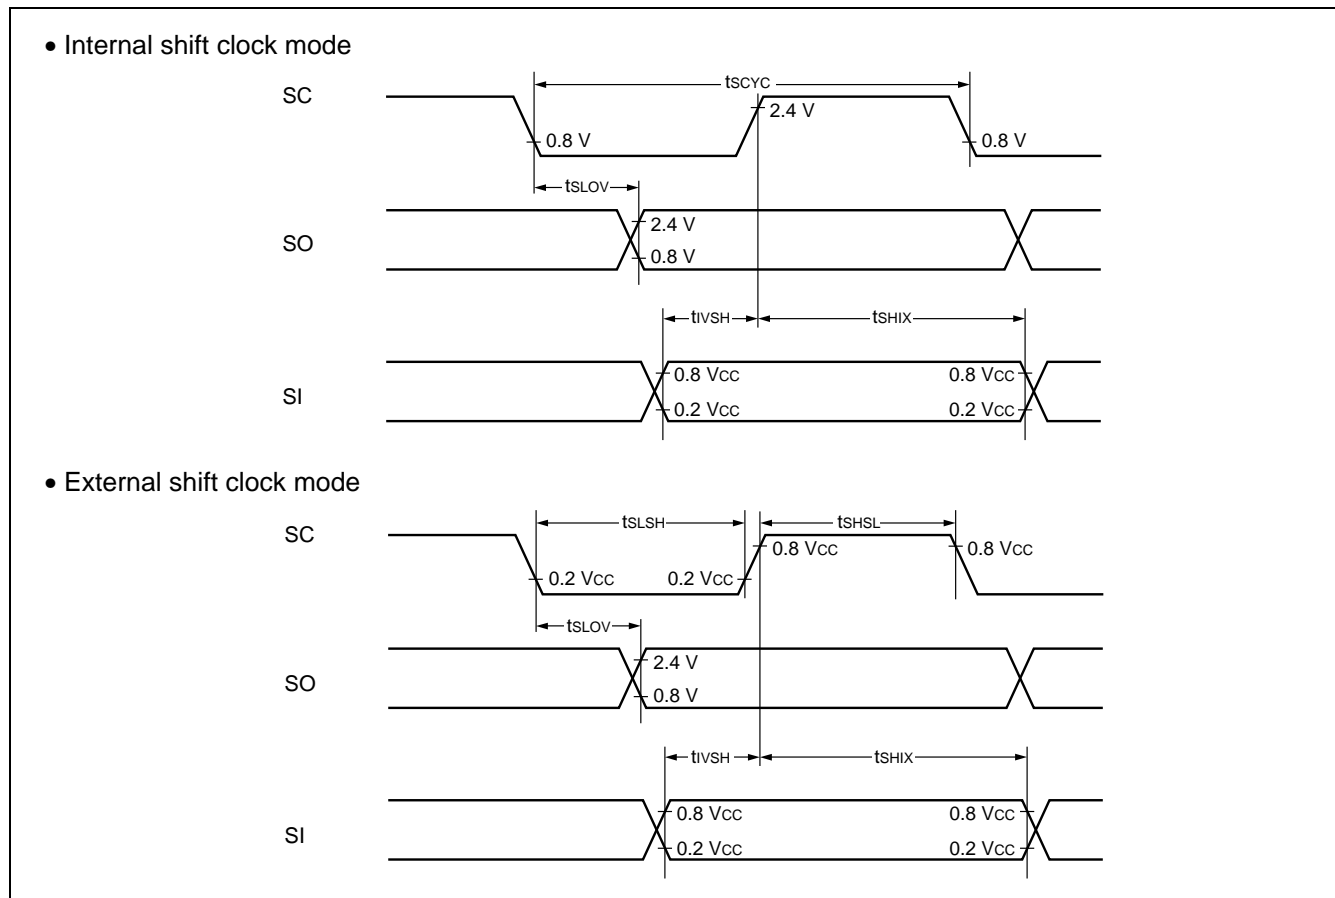 • Internal shift clock mode
tSCYC
SC
2.4 V
0.8 V
0.8 V
tSLOV
SO
2.4 V
0.8 V
tIVSH
tSHIX
SI
0.8 VCC
0.8 VCC
0.2 VCC
0.2 VCC
• External shift clock mode
tSLSH
tSHSL
SC
0.8 VCC
0.8 VCC
0.2 VCC
0.2 VCC
tSLOV
SO
2.4 V
0.8 V
tIVSH
tSHIX
SI
0.8 VCC
0.8 VCC
0.2 VCC
0.2 VCC